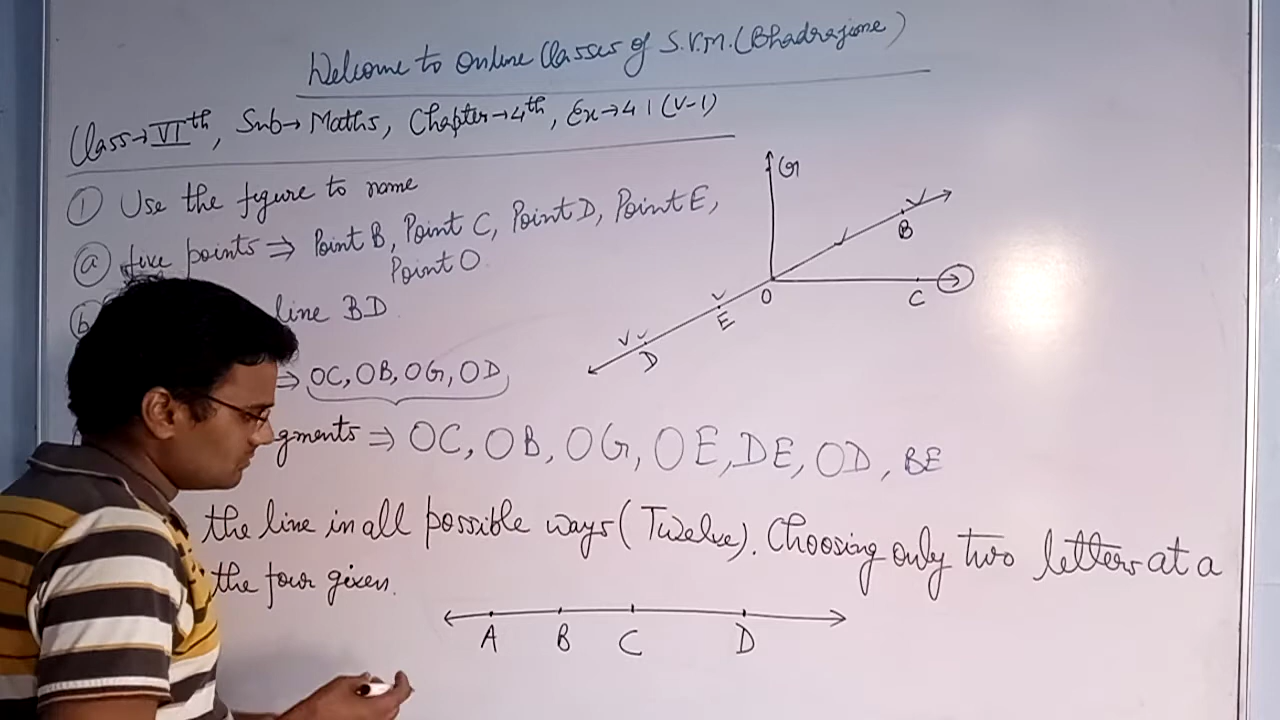 Welcome to Online Classes of S.V.M. (Bhadrajune)
Class→VIth, Sub→Maths, Chapter→4th, Ex→4 1 (V-1)
① Use the figure to name
ⓐ five points ⇒ Point B, Point C, Point D, Point E,
Point O.
ⓑ line BD
⇒ OC, OB, OG, OD
gments ⇒ OC, OB, OG, OE, DE, OD, BE
the line in all possible ways (Twelve). Choosing only two letters at a
the four given.
G
B
O
C
E
D
A B C D